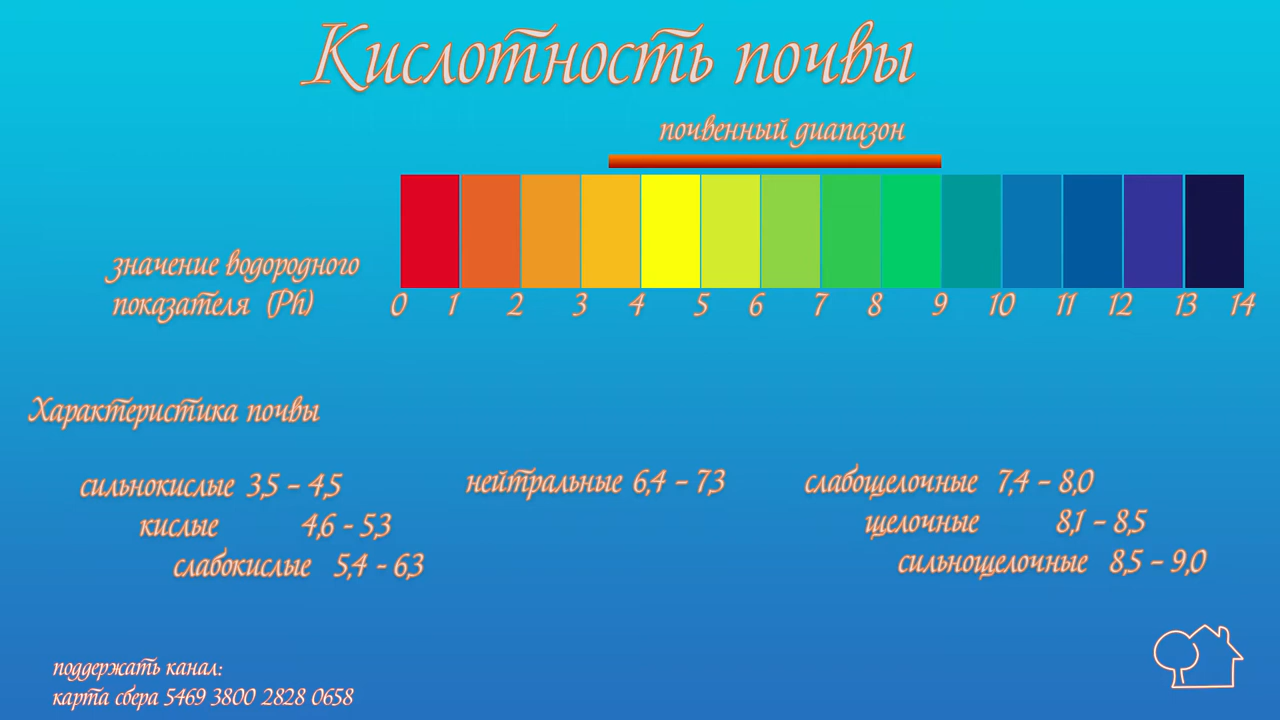 Кислотность почвы
почвенный диапазон
значение водородного
показателя (Ph)
0 1 2 3 4 5 6 7 8 9 10 11 12 13 14
Характеристика почвы
сильнокислые 3,5 – 4,5
кислые 4,6 - 5,3
слабокислые 5,4 - 6,3
нейтральные 6,4 – 7,3
слабощелочные 7,4 – 8,0
щелочные 8,1 – 8,5
сильнощелочные 8,5 – 9,0
поддержать канал:
карта сбера 5469 3800 2828 0658